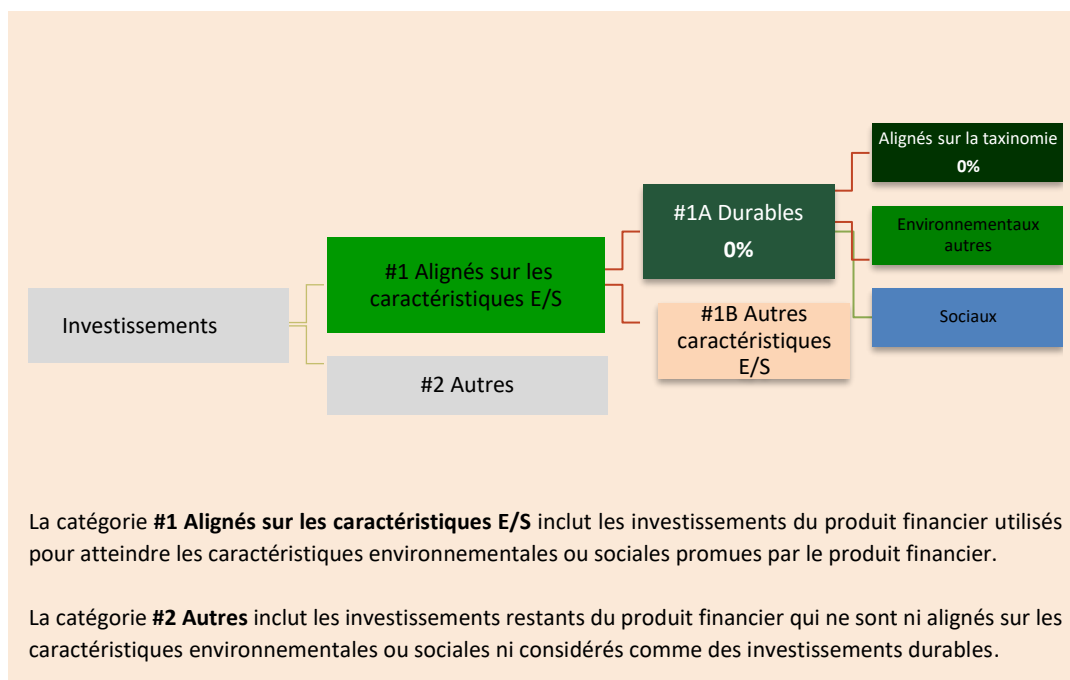 Alignés sur la taxinomie
0%
#1A Durables
0%
Environnementaux
autres
#1 Alignés sur les
caractéristiques E/S
Investissements
#1B Autres
caractéristiques
E/S
Sociaux
#2 Autres
La catégorie #1 Alignés sur les caractéristiques E/S inclut les investissements du produit financier utilisés
pour atteindre les caractéristiques environnementales ou sociales promues par le produit financier.
La catégorie #2 Autres inclut les investissements restants du produit financier qui ne sont ni alignés sur les
caractéristiques environnementales ou sociales ni considérés comme des investissements durables.